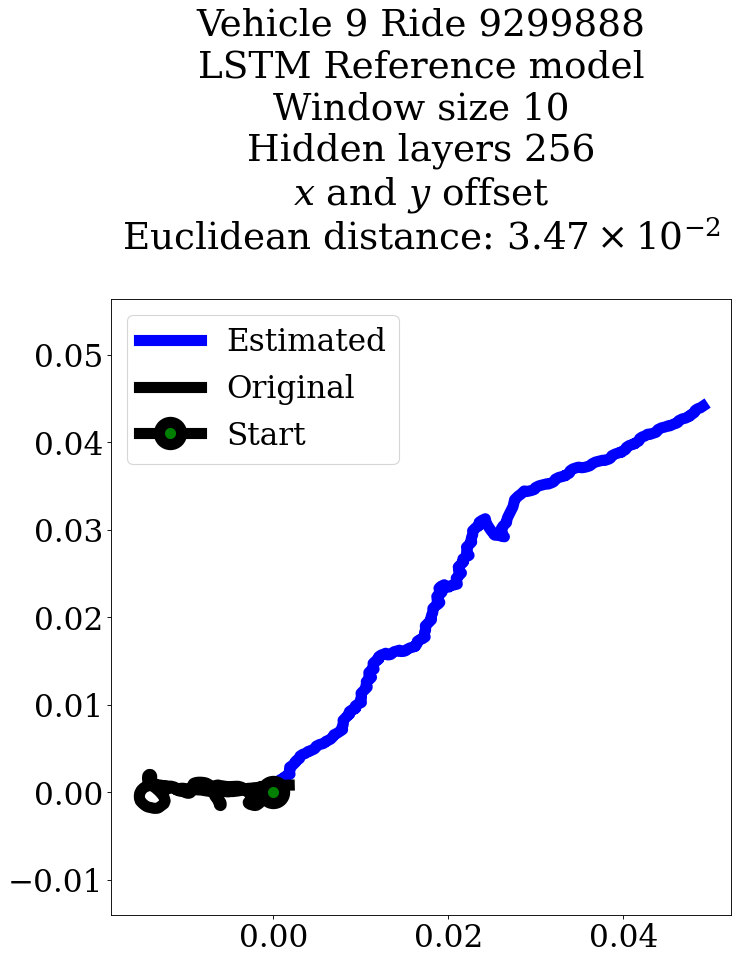 Vehicle 9 Ride 9299888
LSTM Reference model
Window size 10
Hidden layers 256
x and y offset
Euclidean distance: 3.47 × 10⁻²
Estimated
Original
Start
0.05
0.04
0.03
0.02
0.01
0.00
−0.01
0.00 0.02 0.04